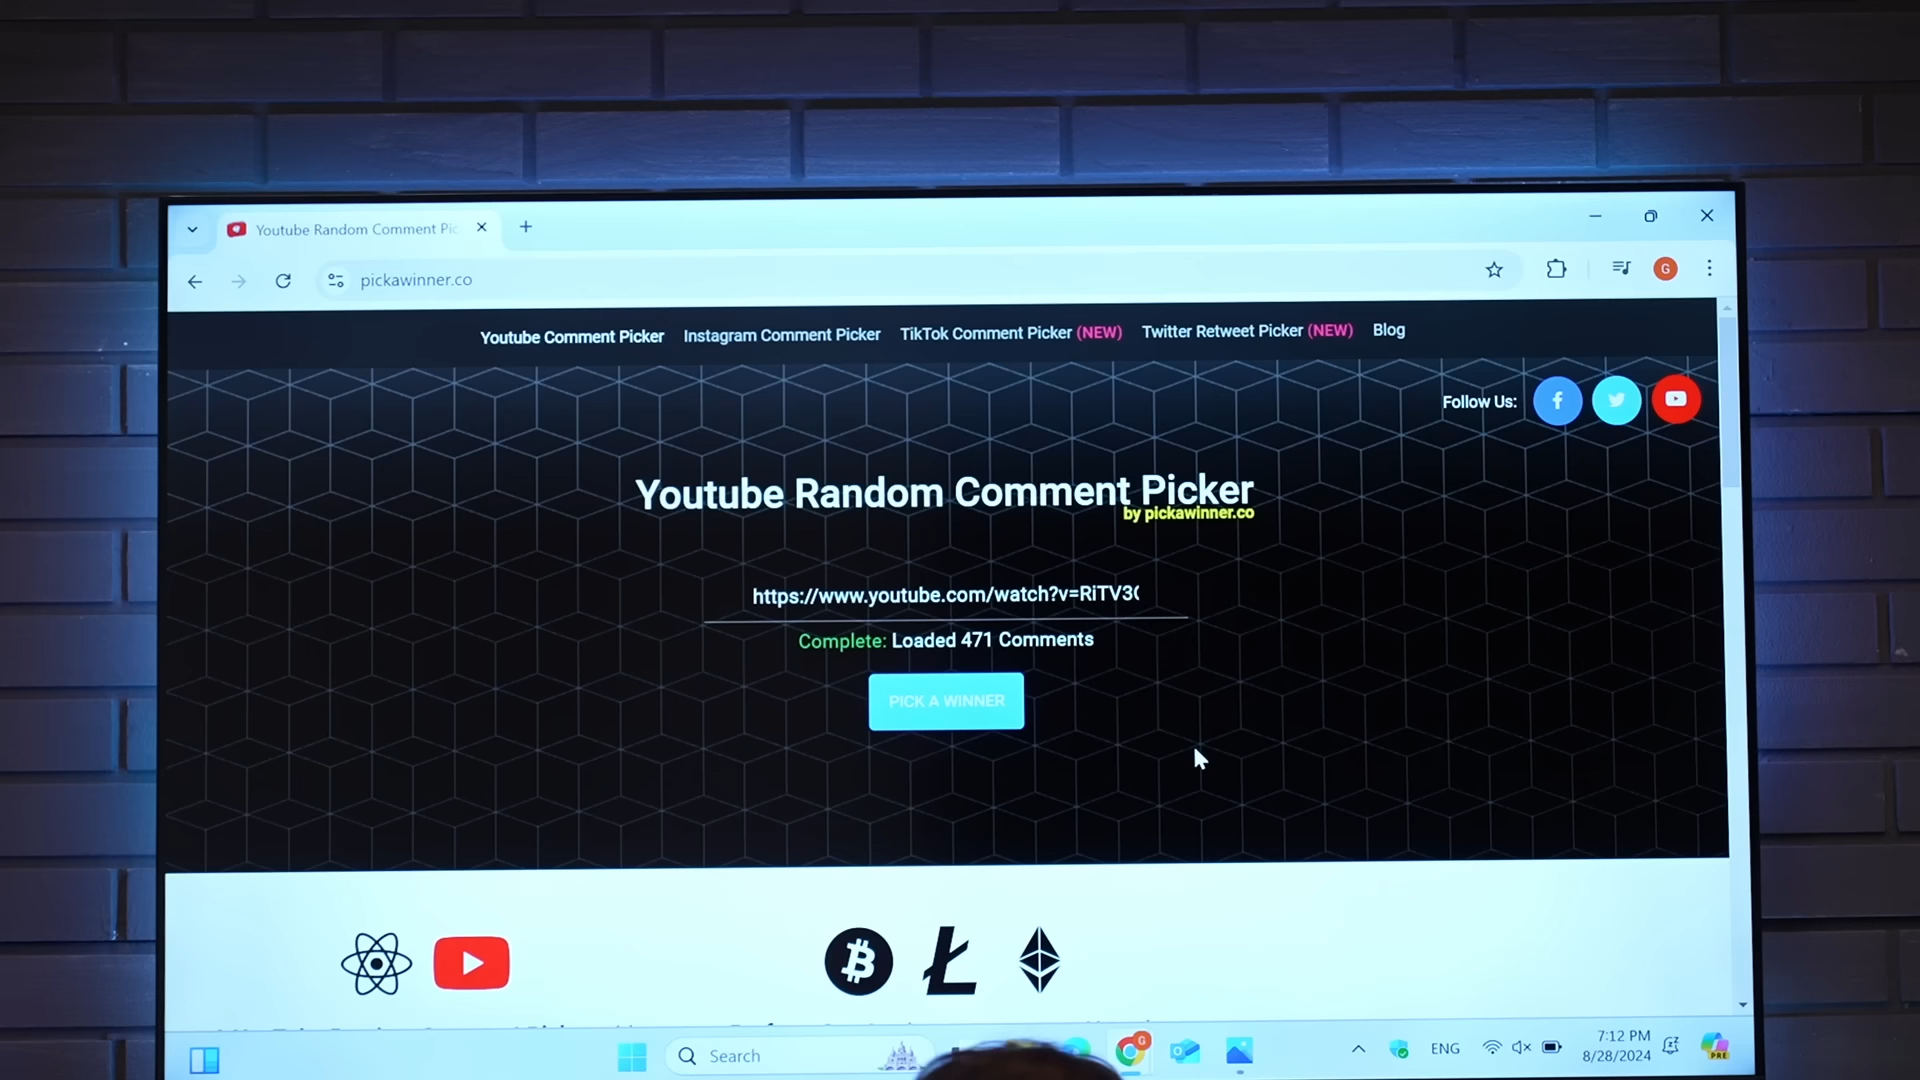 Youtube Random Comment Pic
pickawinner.co
G
Youtube Comment Picker Instagram Comment Picker TikTok Comment Picker (NEW) Twitter Retweet Picker (NEW) Blog
Follow Us:
Youtube Random Comment Picker
by pickawinner.co
https://www.youtube.com/watch?v=RiTV3
Complete: Loaded 471 Comments
PICK A WINNER
Search
G
ENG
7:12 PM
8/28/2024
PRE